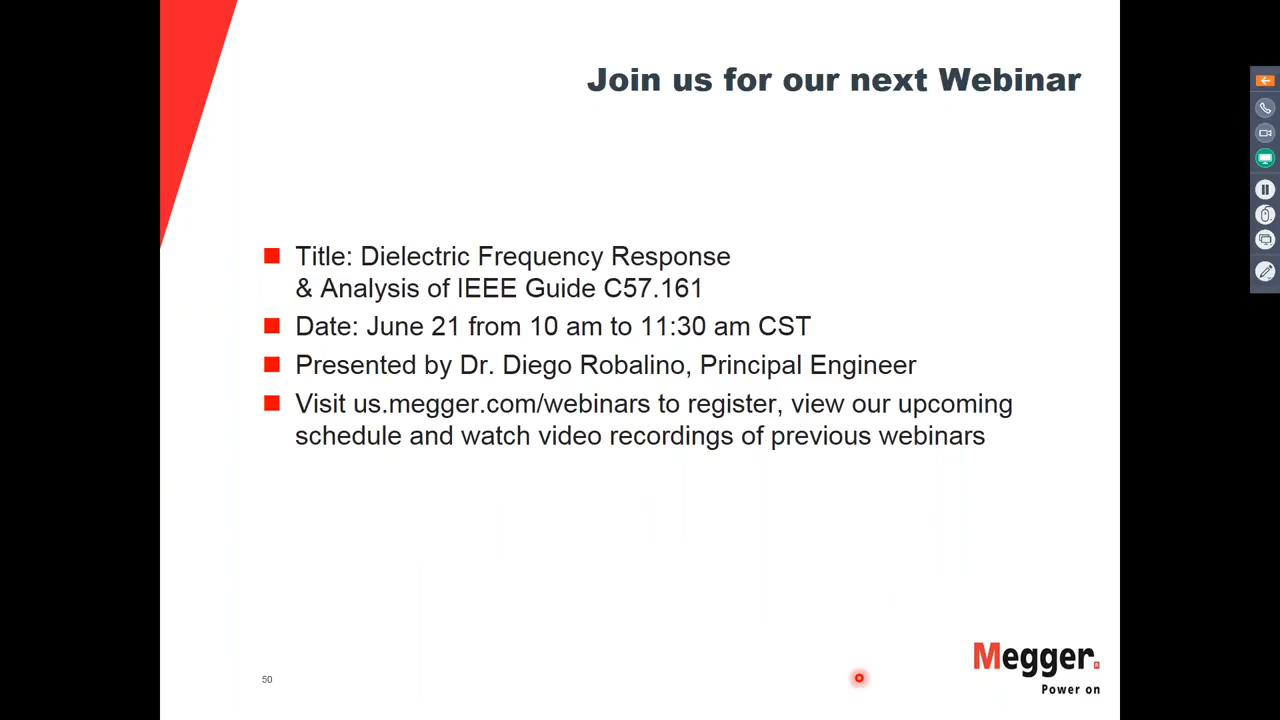 Join us for our next Webinar
Title: Dielectric Frequency Response
& Analysis of IEEE Guide C57.161
Date: June 21 from 10 am to 11:30 am CST
Presented by Dr. Diego Robalino, Principal Engineer
Visit us.megger.com/webinars to register, view our upcoming
schedule and watch video recordings of previous webinars
Megger.
Power on
50